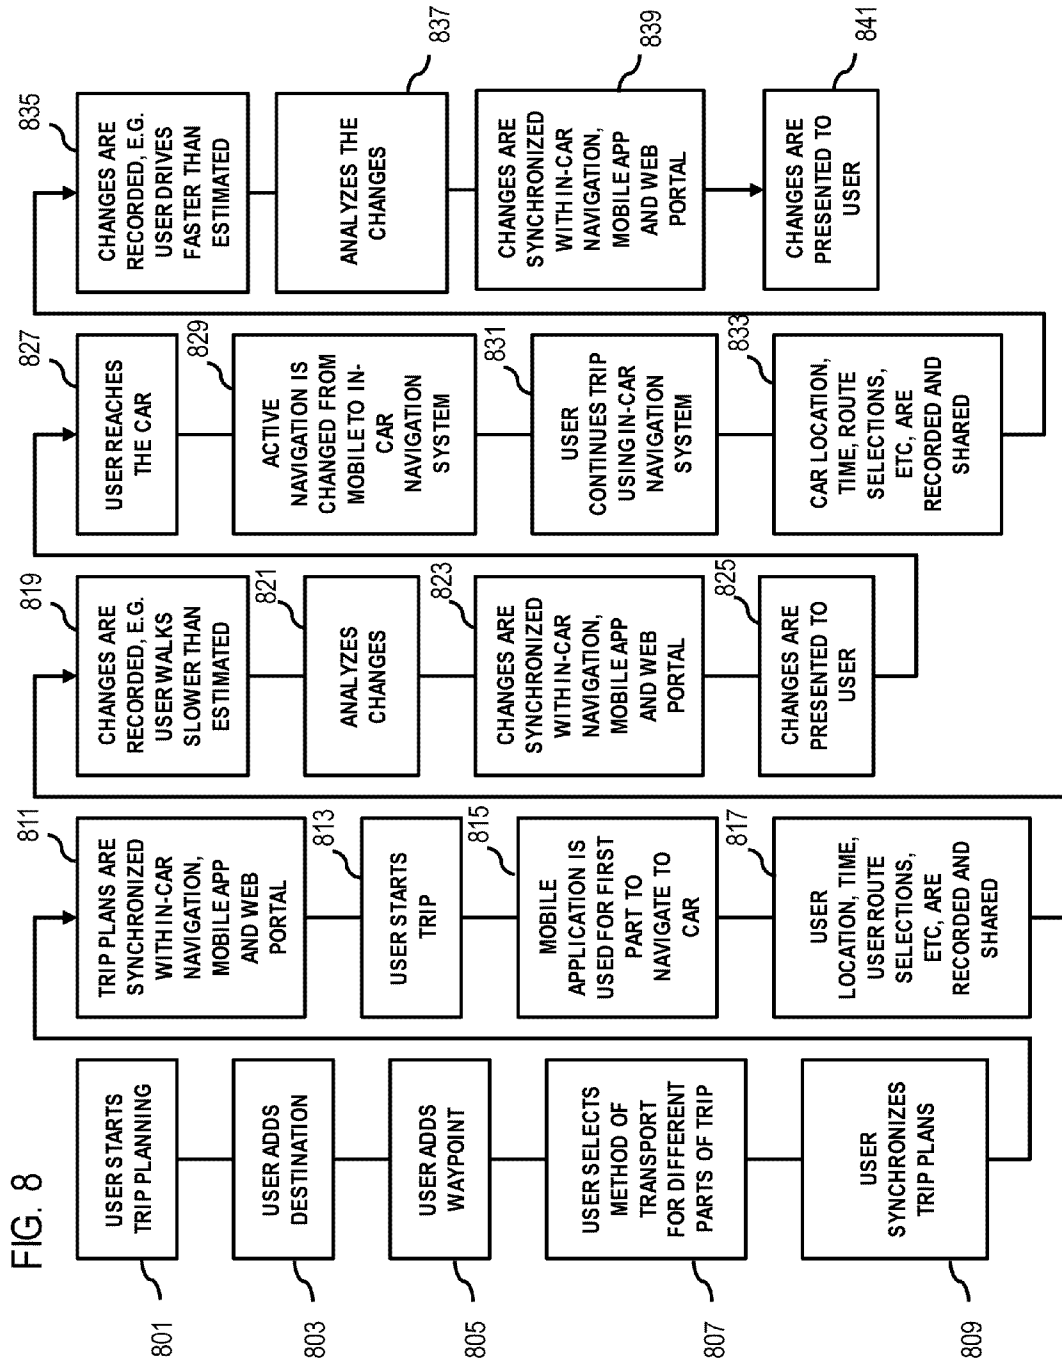 FIG. 8
801
USER STARTS
TRIP PLANNING
803
USER ADDS
DESTINATION
805
USER ADDS
WAYPOINT
807
USER SELECTS
METHOD OF
TRANSPORT
FOR DIFFERENT
PARTS OF TRIP
809
USER
SYNCHRONIZES
TRIP PLANS
811
TRIP PLANS ARE
SYNCHRONIZED
WITH IN-CAR
NAVIGATION,
MOBILE APP
AND WEB
PORTAL
813
USER STARTS
TRIP
815
MOBILE
APPLICATION IS
USED FOR FIRST
PART TO
NAVIGATE TO
CAR
817
USER
LOCATION, TIME,
USER ROUTE
SELECTIONS,
ETC, ARE
RECORDED AND
SHARED
819
CHANGES ARE
RECORDED, E.G.
USER WALKS
SLOWER THAN
ESTIMATED
821
ANALYZES
CHANGES
823
CHANGES ARE
SYNCHRONIZED
WITH IN-CAR
NAVIGATION,
MOBILE APP
AND WEB
PORTAL
825
CHANGES ARE
PRESENTED TO
USER
827
USER REACHES
THE CAR
829
ACTIVE
NAVIGATION IS
CHANGED FROM
MOBILE TO IN-
CAR
NAVIGATION
SYSTEM
831
USER
CONTINUES TRIP
USING IN-CAR
NAVIGATION
SYSTEM
833
CAR LOCATION,
TIME, ROUTE
SELECTIONS,
ETC, ARE
RECORDED AND
SHARED
835
CHANGES ARE
RECORDED, E.G.
USER DRIVES
FASTER THAN
ESTIMATED
837
ANALYZES THE
CHANGES
839
CHANGES ARE
SYNCHRONIZED
WITH IN-CAR
NAVIGATION,
MOBILE APP
AND WEB
PORTAL
841
CHANGES ARE
PRESENTED TO
USER